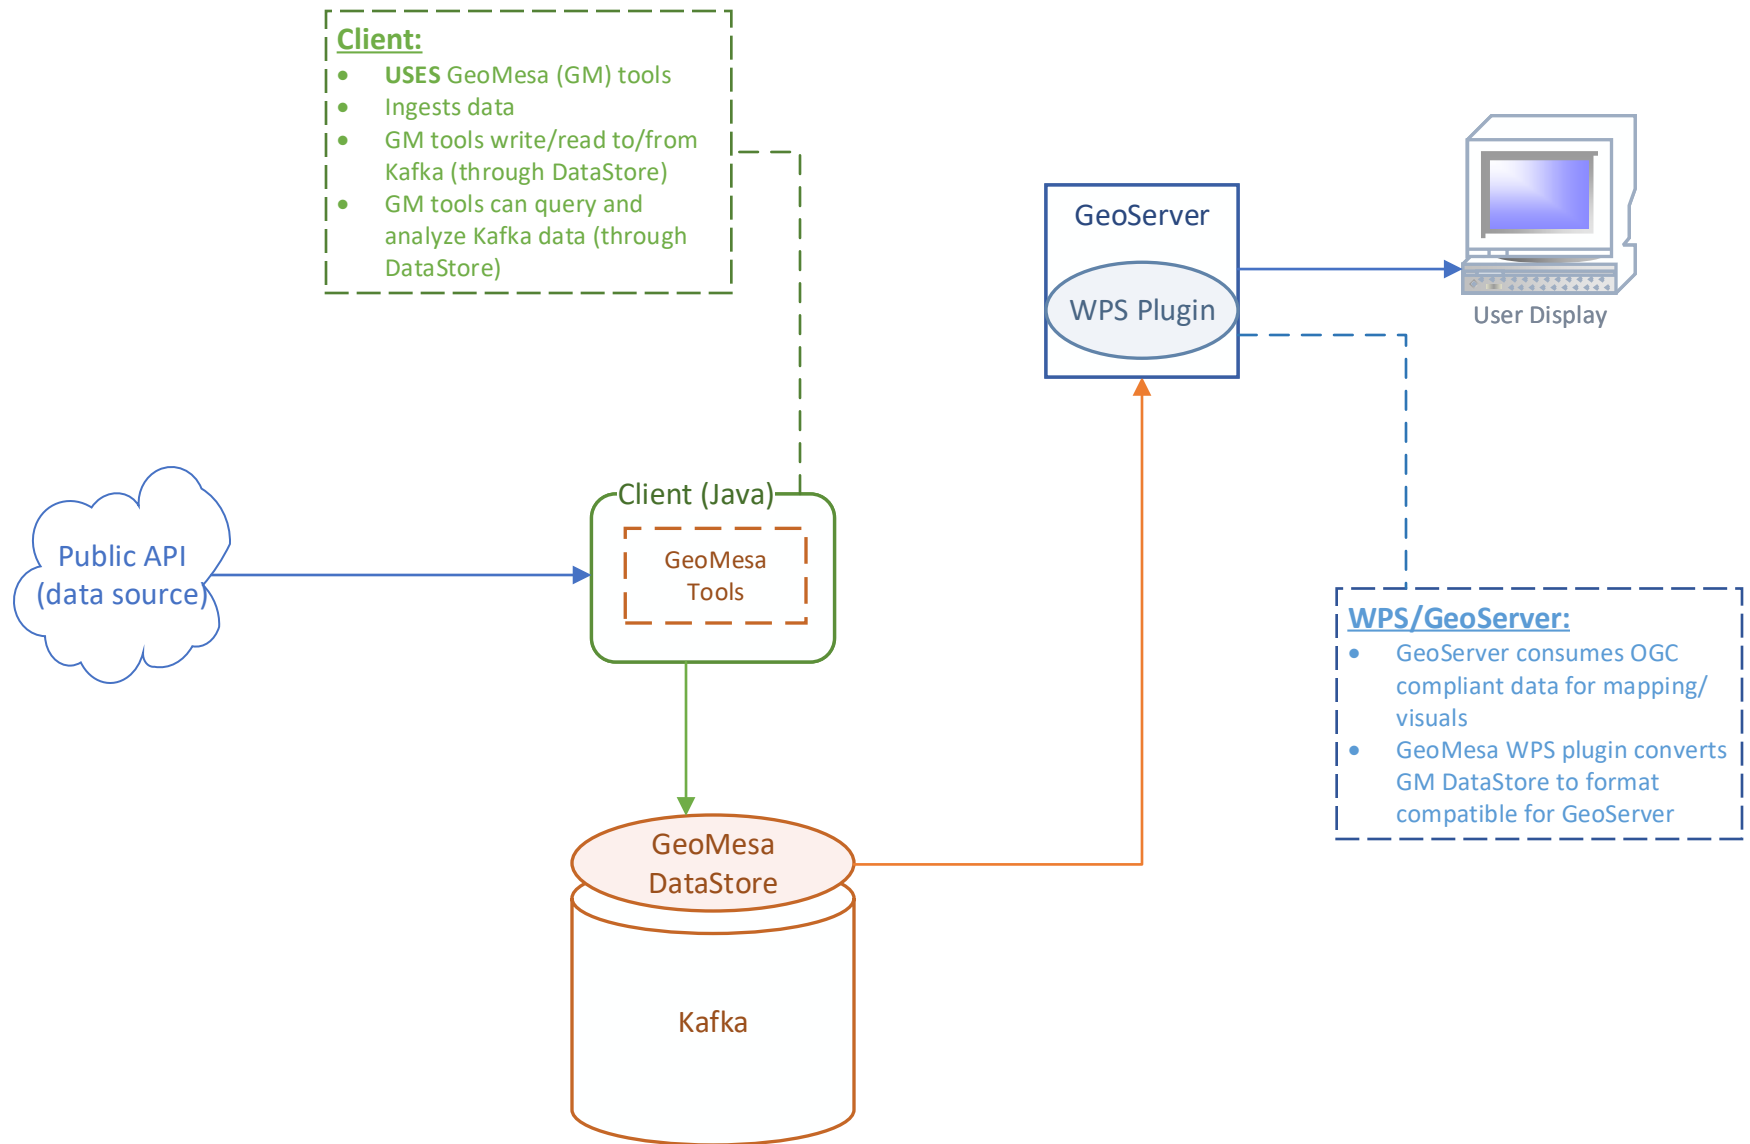 Client:
• USES GeoMesa (GM) tools
• Ingests data
• GM tools write/read to/from
Kafka (through DataStore)
• GM tools can query and
analyze Kafka data (through
DataStore)
GeoServer
WPS Plugin
User Display
Client (Java)
GeoMesa
Tools
Public API
(data source)
WPS/GeoServer:
• GeoServer consumes OGC
compliant data for mapping/
visuals
• GeoMesa WPS plugin converts
GM DataStore to format
compatible for GeoServer
GeoMesa
DataStore
Kafka